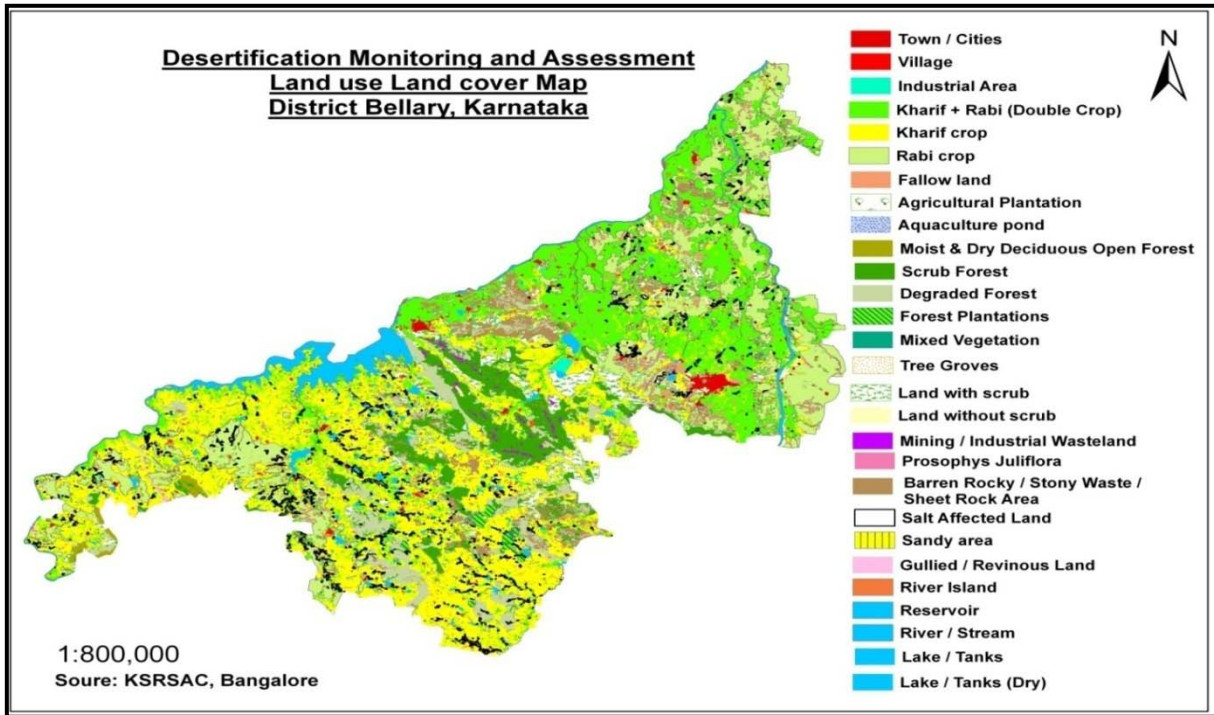 Desertification Monitoring and Assessment
Land use Land cover Map
District Bellary, Karnataka
N
Town / Cities
Village
Industrial Area
Kharif + Rabi (Double Crop)
Kharif crop
Rabi crop
Fallow land
Agricultural Plantation
Aquaculture pond
Moist & Dry Deciduous Open Forest
Scrub Forest
Degraded Forest
Forest Plantations
Mixed Vegetation
Tree Groves
Land with scrub
Land without scrub
Mining / Industrial Wasteland
Prosophys Juliflora
Barren Rocky / Stony Waste /
Sheet Rock Area
Salt Affected Land
Sandy area
Gullied / Revinous Land
River Island
Reservoir
River / Stream
Lake / Tanks
Lake / Tanks (Dry)
1:800,000
Soure: KSRSAC, Bangalore